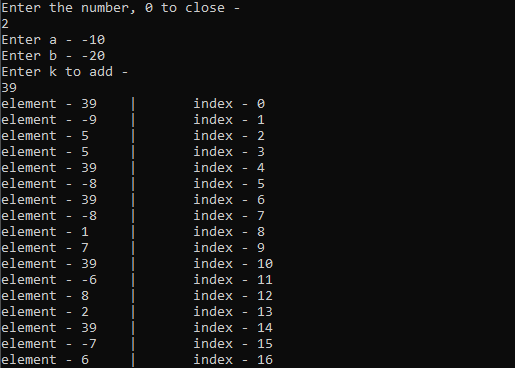 Enter the number, 0 to close -
2
Enter a - -10
Enter b - -20
Enter k to add -
39
element - 39 | index - 0
element - -9 | index - 1
element - 5 | index - 2
element - 5 | index - 3
element - 39 | index - 4
element - -8 | index - 5
element - 39 | index - 6
element - -8 | index - 7
element - 1 | index - 8
element - 7 | index - 9
element - 39 | index - 10
element - -6 | index - 11
element - 8 | index - 12
element - 2 | index - 13
element - 39 | index - 14
element - -7 | index - 15
element - 6 | index - 16